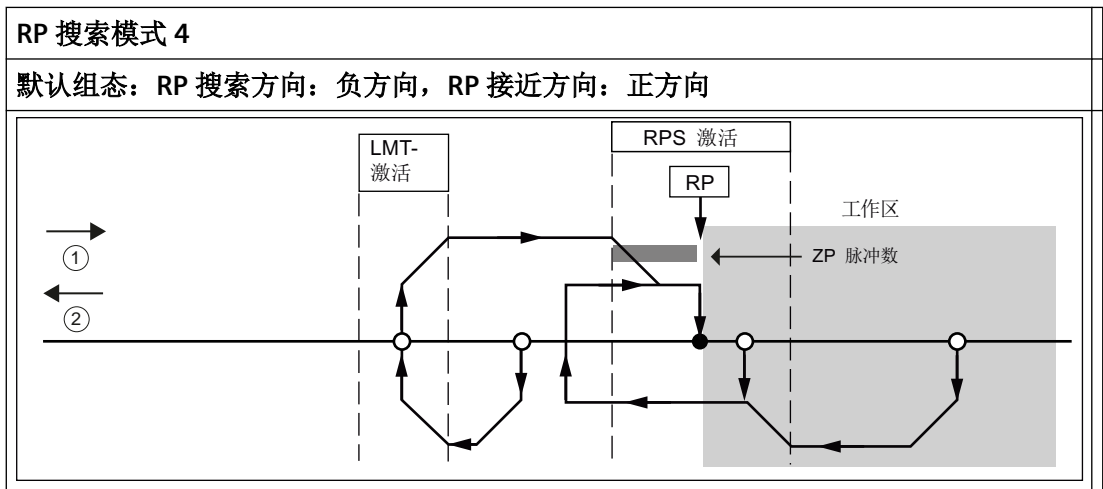 RP 搜索模式 4
默认组态：RP 搜索方向：负方向，RP 接近方向：正方向
LMT-
激活
RPS 激活
RP
工作区
ZP 脉冲数
1
2